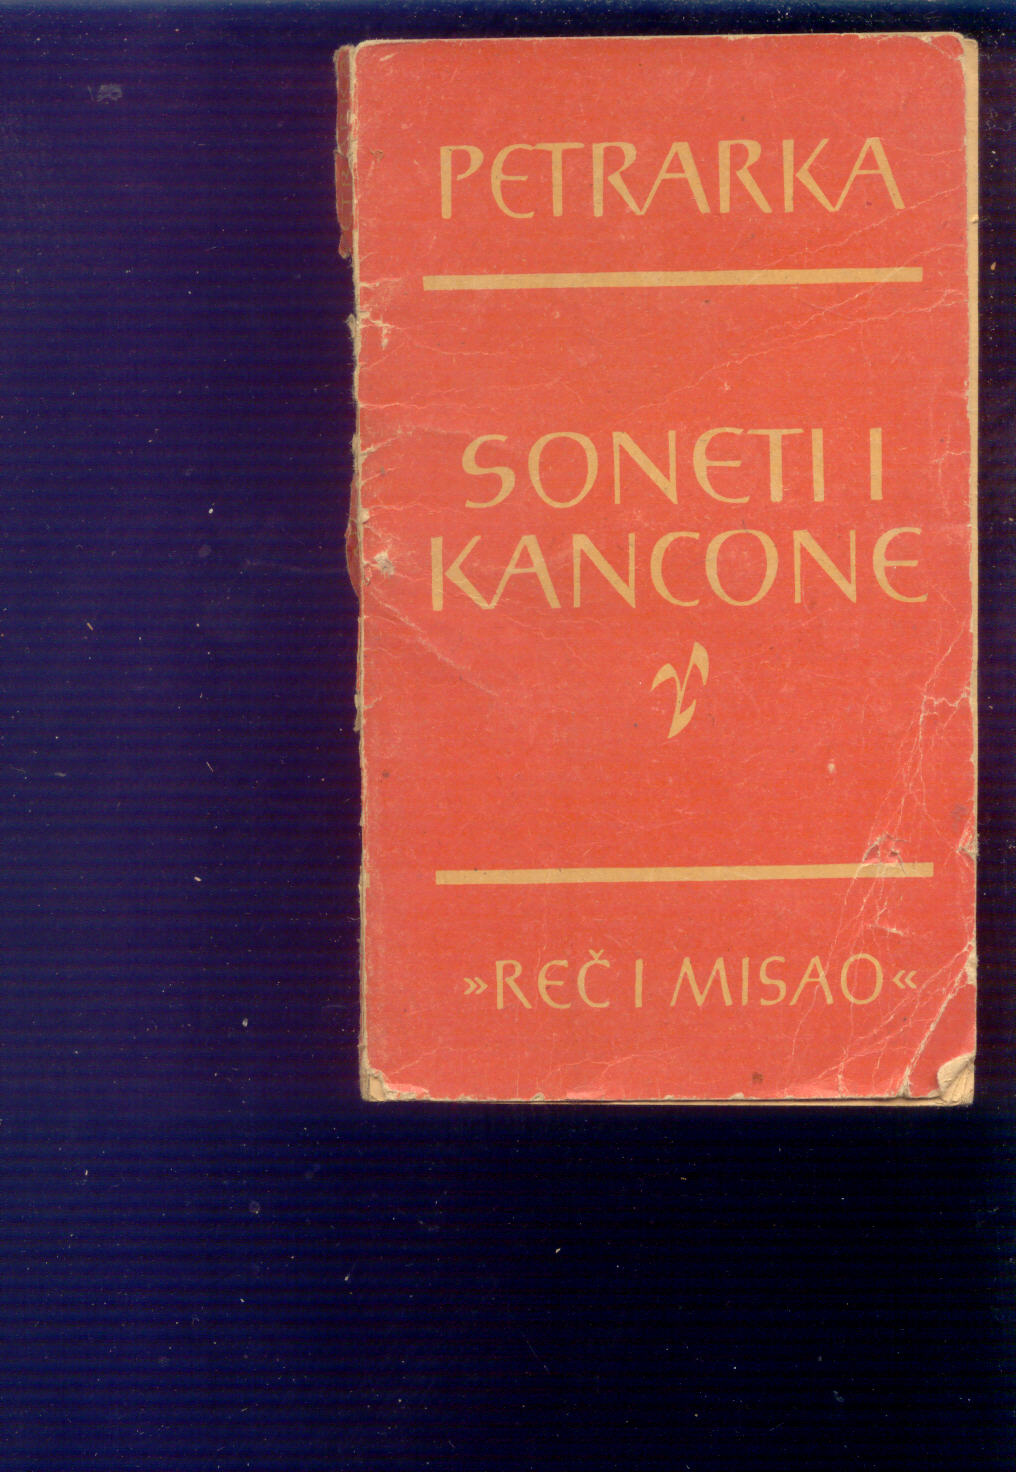 PETRARKA
SONETI I
KANCONE
»REČ I MISAO«